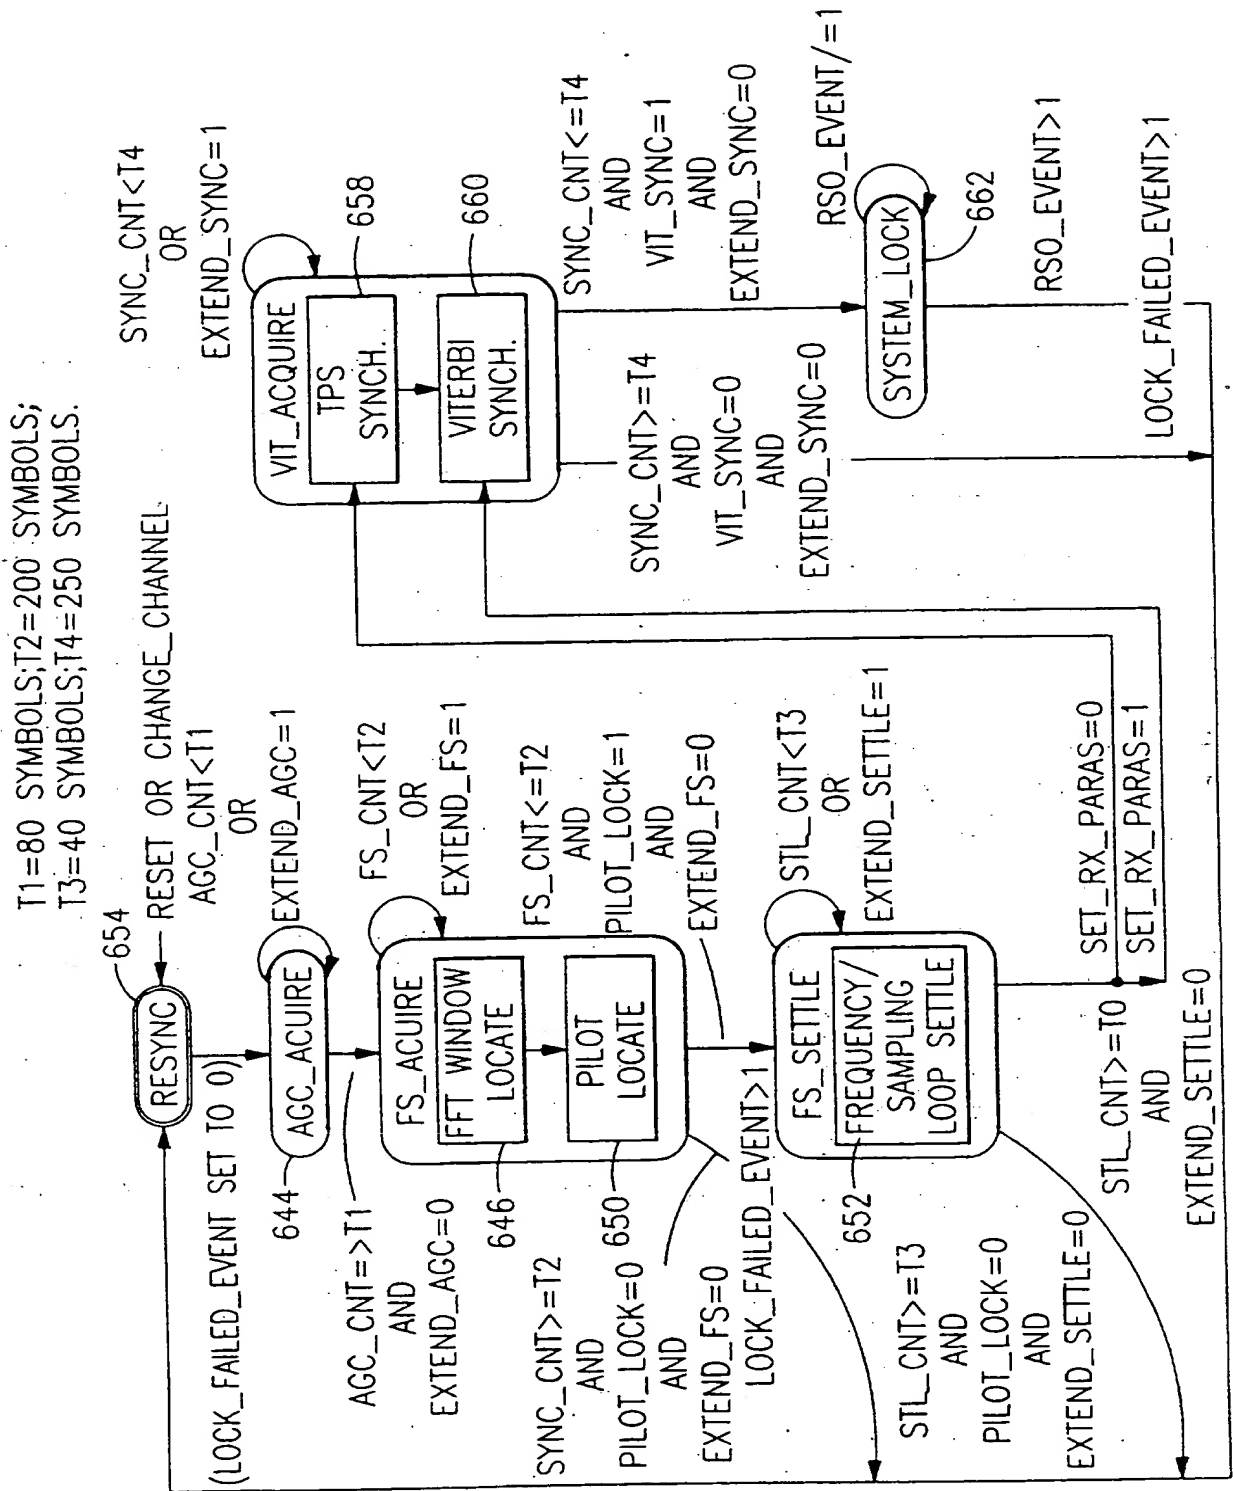 T1=80 SYMBOLS;T2=200 SYMBOLS;
T3=40 SYMBOLS;T4=250 SYMBOLS.
654
RESYNC
RESET OR CHANGE_CHANNEL
(LOCK_FAILED_EVENT SET TO 0)
AGC_CNT<T1
OR
EXTEND_AGC=1
644
AGC_ACUIRE
AGC_CNT=>T1
AND
EXTEND_AGC=0
FS_CNT<T2
OR
EXTEND_FS=1
FS_ACUIRE
FFT WINDOW
LOCATE
646
PILOT
LOCATE
650
SYNC_CNT>=T2
AND
PILOT_LOCK=0
AND
EXTEND_FS=0
LOCK_FAILED_EVENT>1
FS_CNT<=T2
AND
PILOT_LOCK=1
AND
EXTEND_FS=0
STL_CNT<T3
OR
EXTEND_SETTLE=1
FS_SETTLE
FREQUENCY/
SAMPLING
LOOP SETTLE
652
STL_CNT>=T3
AND
PILOT_LOCK=0
AND
EXTEND_SETTLE=0
SET_RX_PARAS=0
SET_RX_PARAS=1
STL_CNT>=T0
AND
EXTEND_SETTLE=0
SYNC_CNT<T4
OR
EXTEND_SYNC=1
VIT_ACQUIRE
TPS
SYNCH.
658
VITERBI
SYNCH.
660
SYNC_CNT>=T4
AND
VIT_SYNC=0
AND
EXTEND_SYNC=0
SYNC_CNT<=T4
AND
VIT_SYNC=1
AND
EXTEND_SYNC=0
RSO_EVENT/=1
SYSTEM_LOCK
662
RSO_EVENT>1
LOCK_FAILED_EVENT>1